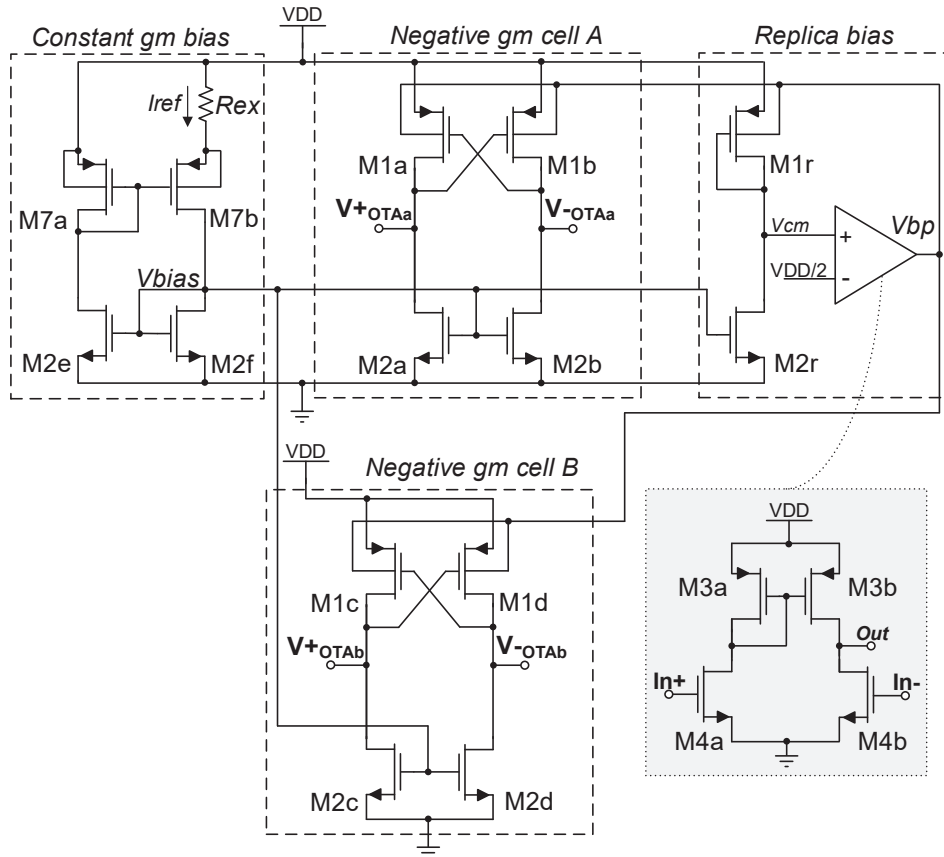 VDD
Constant gm bias
Negative gm cell A
Replica bias
Iref
Rex
M7a
M7b
M1a
M1b
M1r
V+OTAa
V-OTAa
Vcm
Vbp
VDD/2
+
-
Vbias
M2e
M2f
M2a
M2b
M2r
VDD
Negative gm cell B
M1c
M1d
V+OTAb
V-OTAb
M2c
M2d
VDD
M3a
M3b
Out
In+
In-
M4a
M4b